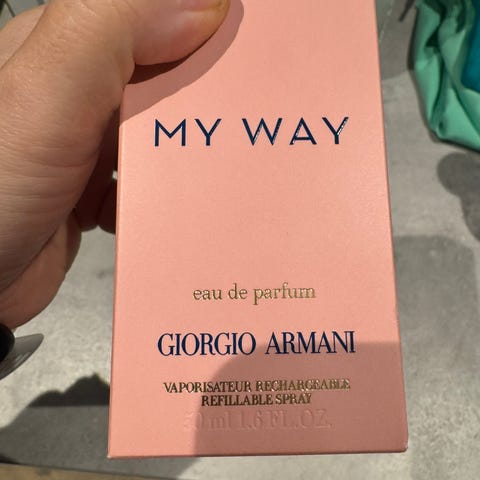 MY WAY
eau de parfum
GIORGIO ARMANI
VAPORISATEUR RECHARGEABLE
REFILLABLE SPRAY
50 ml 1.6 FL.OZ.